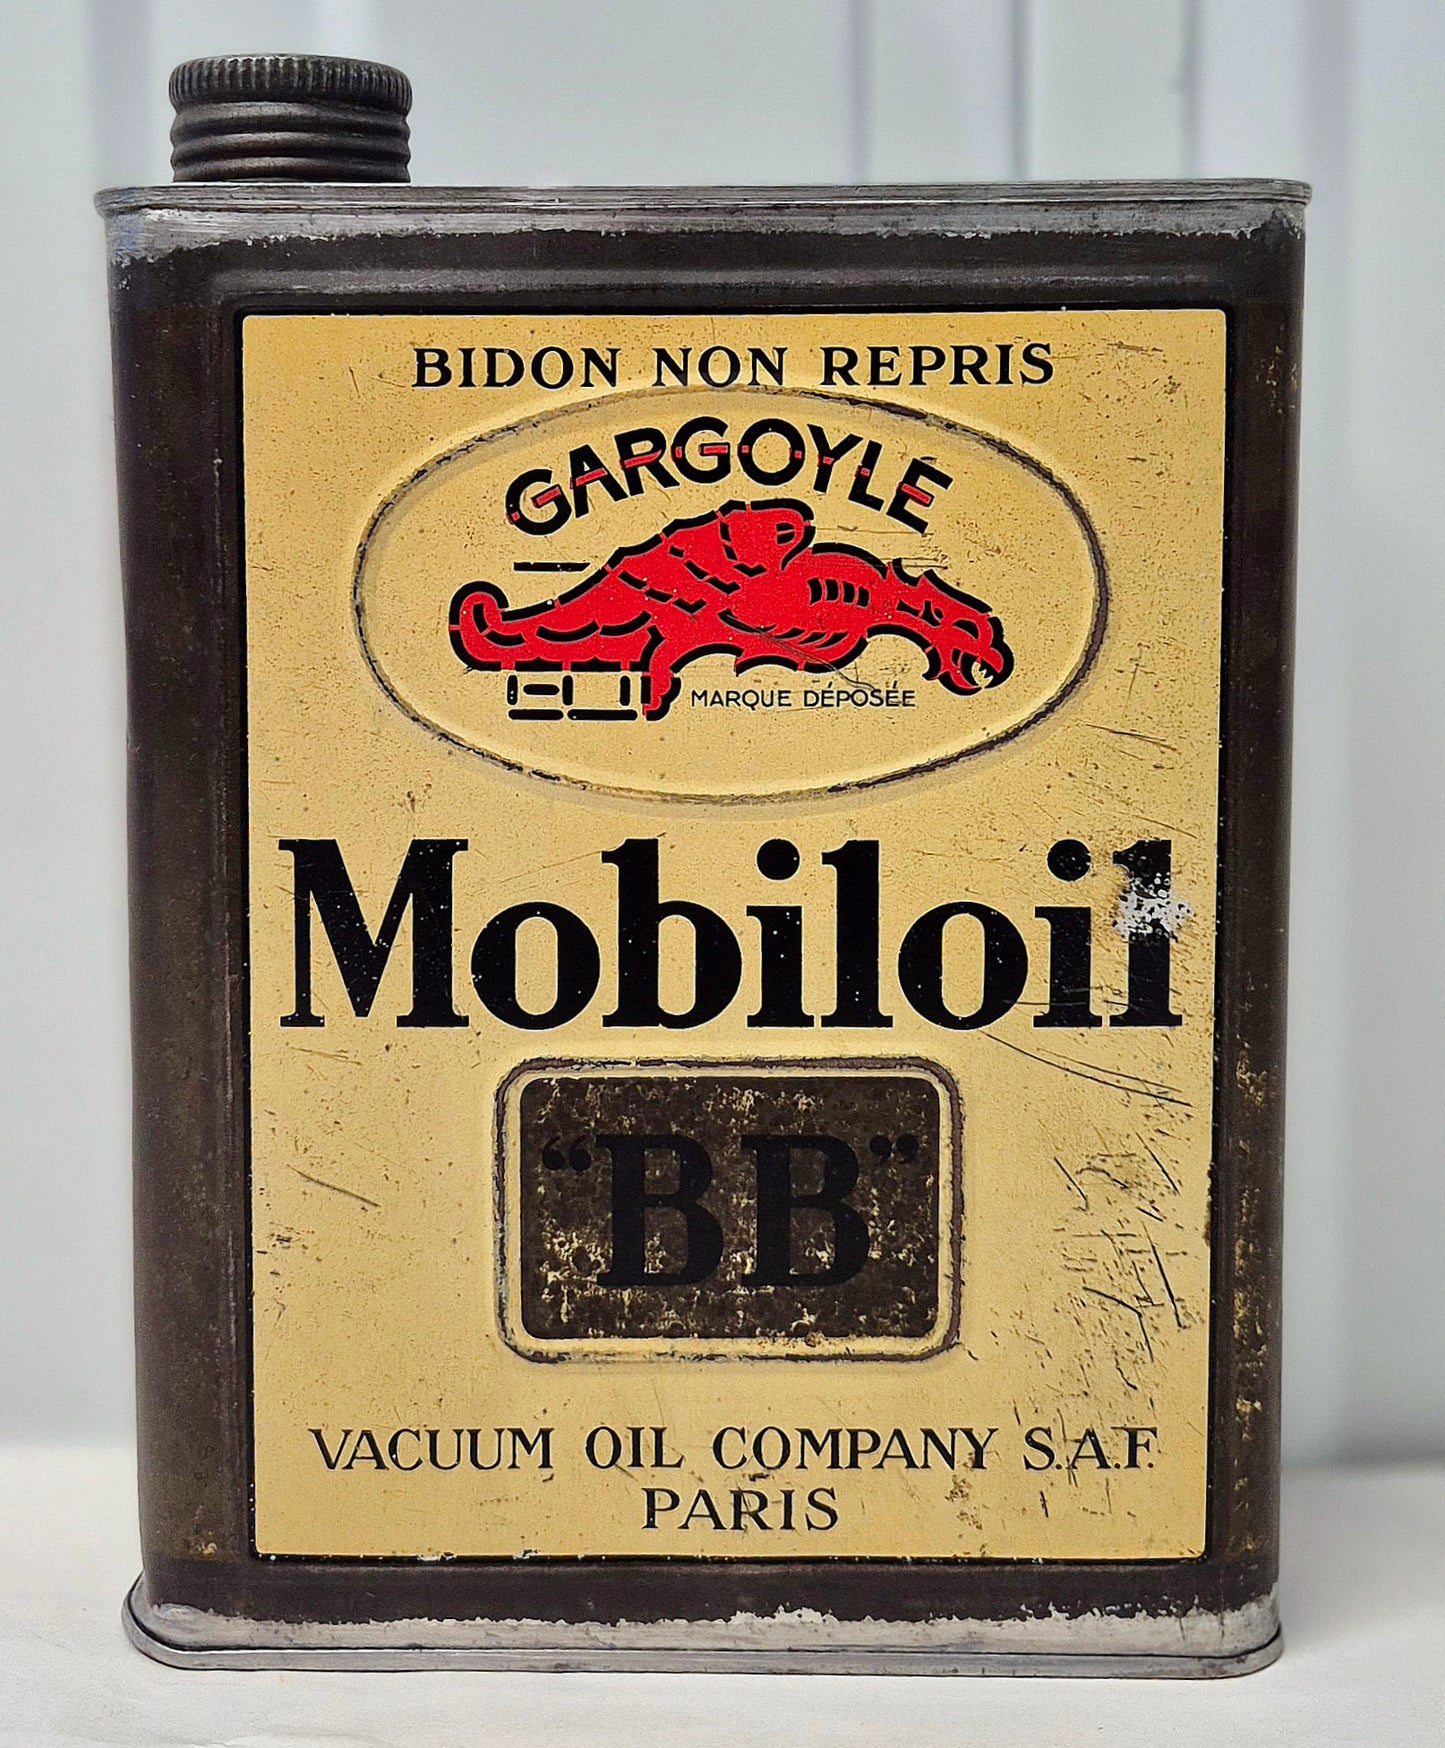 BIDON NON REPRIS
GARGOYLE
MARQUE DÉPOSÉE
Mobiloil
“BB”
VACUUM OIL COMPANY S.A.F.
PARIS